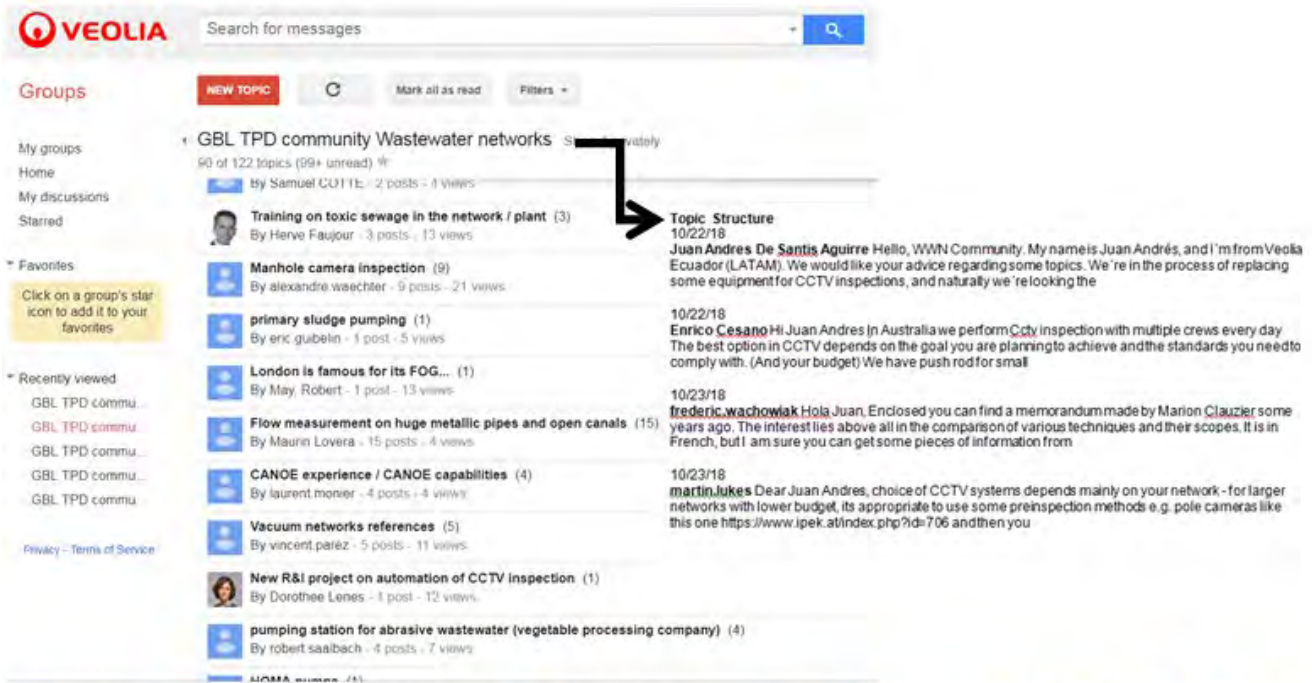 VEOLIA
Search for messages
Groups
NEW TOPIC
Mark all as read
Filters
My groups
Home
My discussions
Starred
Favorites
Click on a group's star
icon to add it to your
favorites
Recently viewed
GBL TPD commu...
GBL TPD commu...
GBL TPD commu...
GBL TPD commu...
GBL TPD commu...
Privacy - Terms of Service
GBL TPD community Wastewater networks
90 of 122 topics (99+ unread)
By Samuel COTTE - 2 posts - 4 views
Training on toxic sewage in the network / plant (3)
By Herve Faujour - 3 posts - 13 views
Manhole camera inspection (9)
By alexandre.waechter - 9 posts - 21 views
primary sludge pumping (1)
By eric guibelin - 1 post - 5 views
London is famous for its FOG... (1)
By May, Robert - 1 post - 13 views
Flow measurement on huge metallic pipes and open canals (15)
By Maurin Lovera - 15 posts - 4 views
CANOE experience / CANOE capabilities (4)
By laurent monier - 4 posts - 4 views
Vacuum networks references (5)
By vincent.parez - 5 posts - 11 views
New R&I project on automation of CCTV inspection (1)
By Dorothee Lenes - 1 post - 12 views
pumping station for abrasive wastewater (vegetable processing company) (4)
By robert saalbach - 4 posts - 7 views
HOMA pumps (1)
Topic Structure
10/22/18
Juan Andres De Santis Aguirre Hello, WWN Community. My name is Juan Andrés, and I´m from Veolia
Ecuador (LATAM). We would like your advice regarding some topics. We´re in the process of replacing
some equipment for CCTV inspections, and naturally we´re looking the
10/22/18
Enrico Cesano Hi Juan Andres In Australia we perform Cctv inspection with multiple crews every day
The best option in CCTV depends on the goal you are planning to achieve and the standards you need to
comply with. (And your budget) We have push rod for small
10/23/18
frederic.wachowiak Hola Juan, Enclosed you can find a memorandum made by Marion Clauzier some
years ago. The interest lies above all in the comparison of various techniques and their scopes. It is in
French, but I am sure you can get some pieces of information from
10/23/18
martin.lukes Dear Juan Andres, choice of CCTV systems depends mainly on your network - for larger
networks with lower budget, its appropriate to use some preinspection methods e.g. pole cameras like
this one https://www.ipek.at/index.php?id=706 and then you